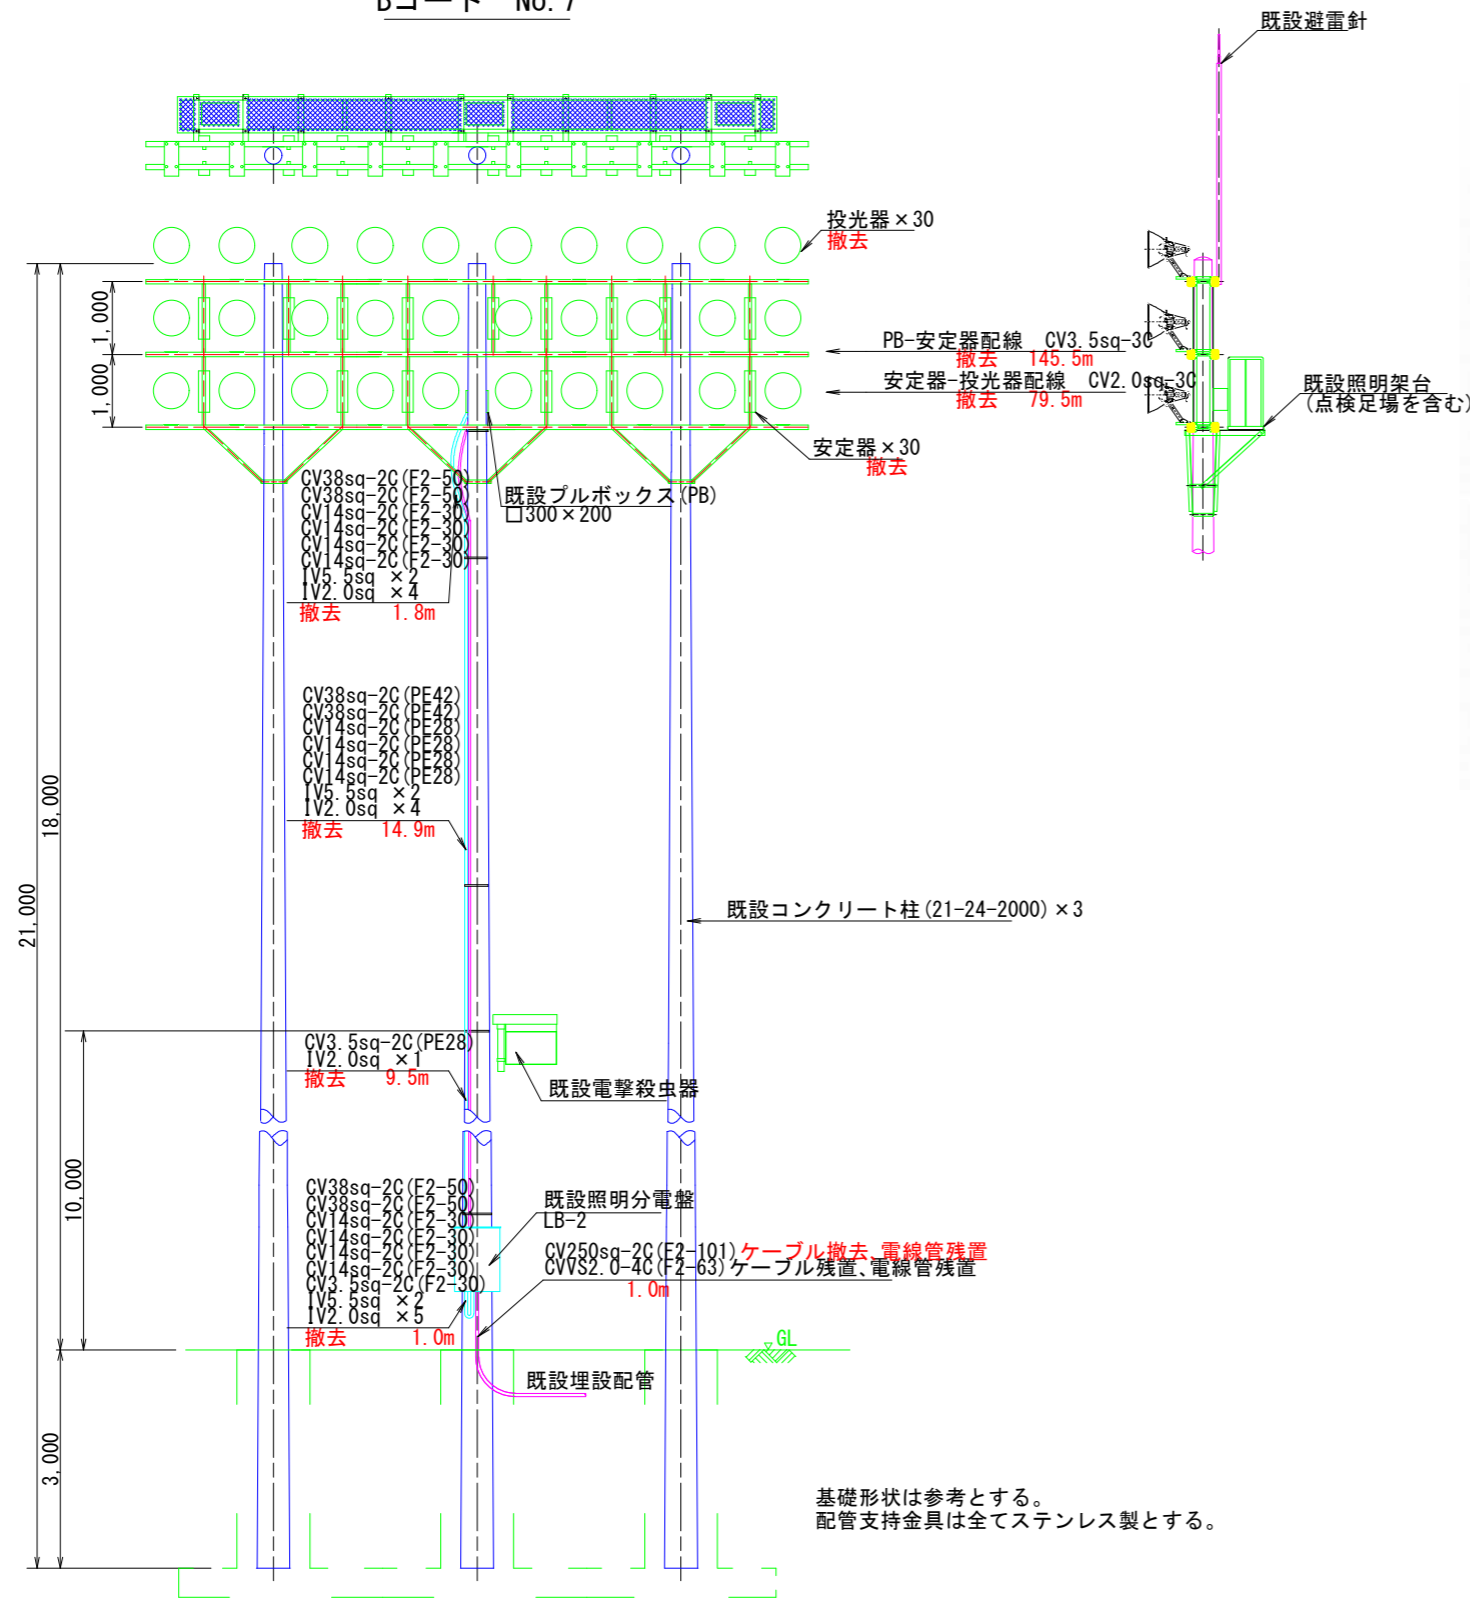 Bコート No.7
既設避雷針
投光器×30
撤去
PB-安定器配線 CV3.5sq-3C
撤去 145.5m
安定器-投光器配線 CV2.0sq-3C
撤去 79.5m
既設照明架台
(点検足場を含む)
安定器×30
撤去
1,000
1,000
既設プルボックス(PB)
□300×200
CV38sq-2C(F2-50)
CV38sq-2C(F2-50)
CV14sq-2C(F2-30)
CV14sq-2C(F2-30)
CV14sq-2C(F2-30)
CV14sq-2C(F2-30)
IV5.5sq ×2
IV2.0sq ×4
撤去 1.8m
CV38sq-2C(PE42)
CV38sq-2C(PE42)
CV14sq-2C(PE28)
CV14sq-2C(PE28)
CV14sq-2C(PE28)
CV14sq-2C(PE28)
IV5.5sq ×2
IV2.0sq ×4
撤去 14.9m
18,000
21,000
既設コンクリート柱(21-24-2000)×3
CV3.5sq-2C(PE28)
IV2.0sq ×1
撤去 9.5m
既設電撃殺虫器
10,000
CV38sq-2C(F2-50)
CV38sq-2C(F2-50)
CV14sq-2C(F2-30)
CV14sq-2C(F2-30)
CV14sq-2C(F2-30)
CV14sq-2C(F2-30)
CV3.5sq-2C(F2-30)
IV5.5sq ×2
IV2.0sq ×5
撤去 1.0m
既設照明分電盤
LB-2
CV250sq-2C(F2-101)ケーブル撤去、電線管残置
CVVS2.0-4C(F2-63)ケーブル残置、電線管残置
1.0m
GL
既設埋設配管
3,000
基礎形状は参考とする。
配管支持金具は全てステンレス製とする。